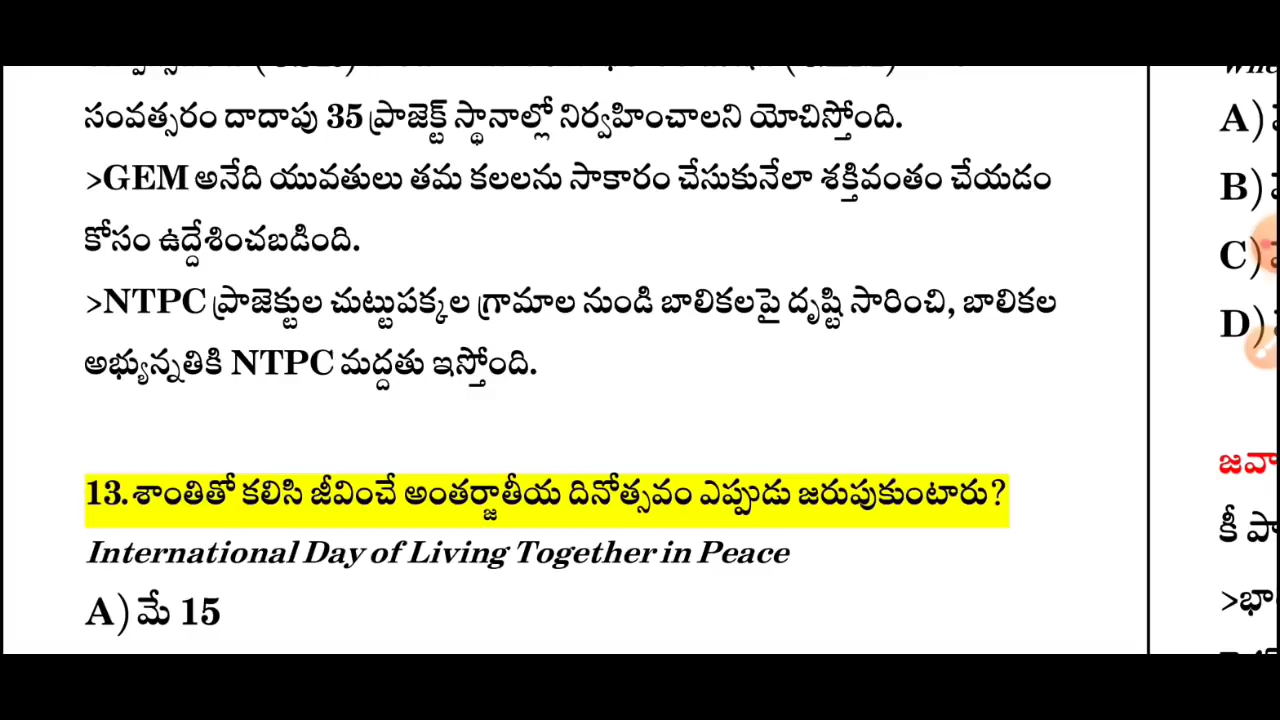 సంవత్సరం దాదాపు 35 ప్రాజెక్ట్ స్థానాల్లో నిర్వహించాలని యోచిస్తోంది.
>GEM అనేది యువతులు తమ కలలను సాకారం చేసుకునేలా శక్తివంతం చేయడం
కోసం ఉద్దేశించబడింది.
>NTPC ప్రాజెక్టుల చుట్టుపక్కల గ్రామాల నుండి బాలికలపై దృష్టి సారించి, బాలికల
అభ్యున్నతికి NTPC మద్దతు ఇస్తోంది.
13. శాంతితో కలిసి జీవించే అంతర్జాతీయ దినోత్సవం ఎప్పుడు జరుపుకుంటారు?
International Day of Living Together in Peace
A) మే 15
A)
B)
C)
D)